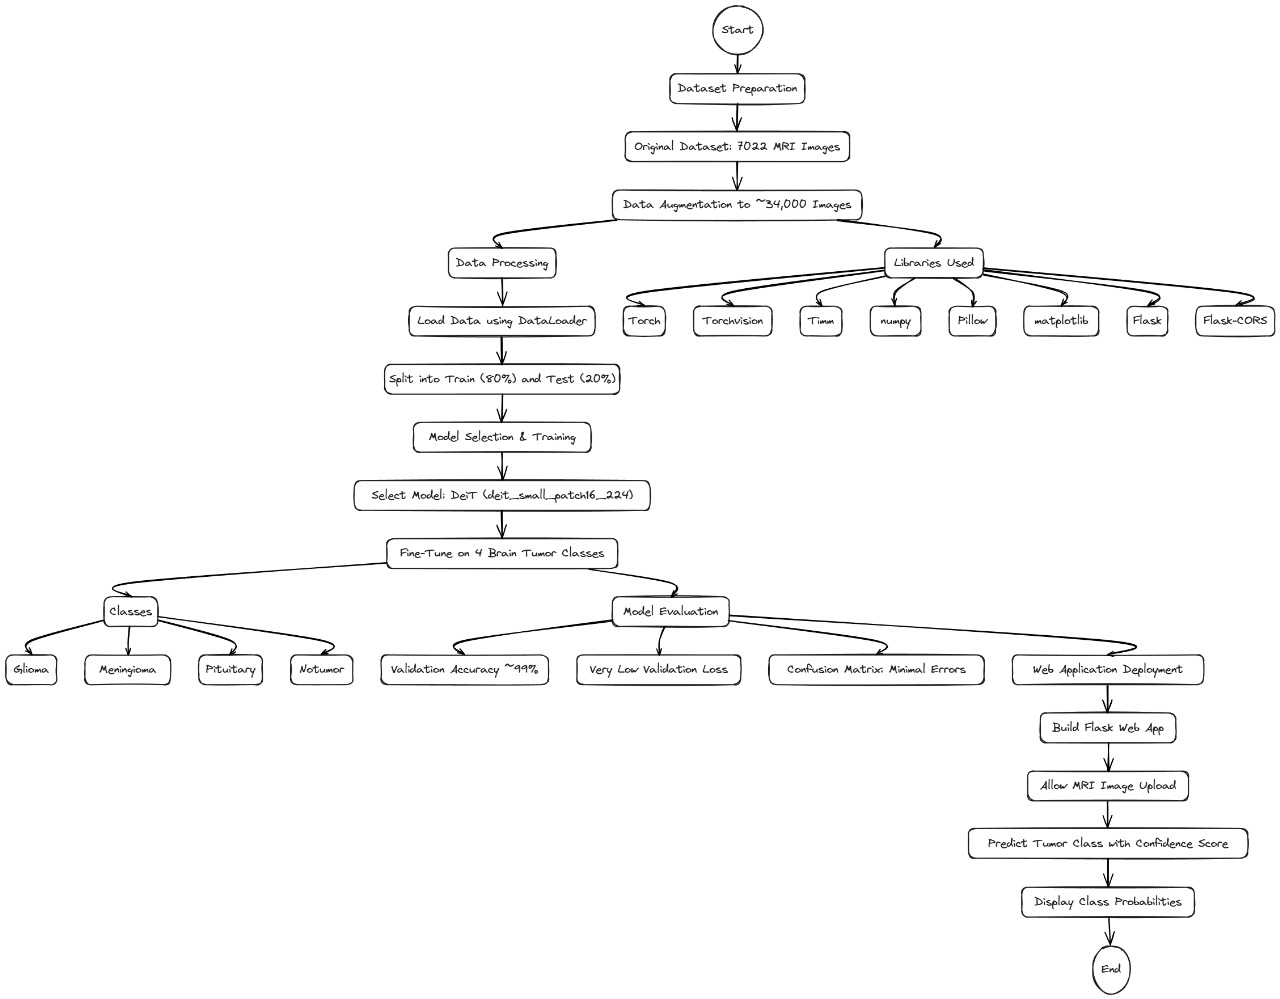 Start
Dataset Preparation
Original Dataset: 7022 MRI Images
Data Augmentation to ~34,000 Images
Data Processing
Libraries Used
Load Data using DataLoader
Torch
Torchvision
Timm
numpy
Pillow
matplotlib
Flask
Flask-CORS
Split into Train (80%) and Test (20%)
Model Selection & Training
Select Model: DeiT (deit_small_patch16_224)
Fine-Tune on 4 Brain Tumor Classes
Classes
Model Evaluation
Glioma
Meningioma
Pituitary
Notumor
Validation Accuracy ~99%
Very Low Validation Loss
Confusion Matrix: Minimal Errors
Web Application Deployment
Build Flask Web App
Allow MRI Image Upload
Predict Tumor Class with Confidence Score
Display Class Probabilities
End